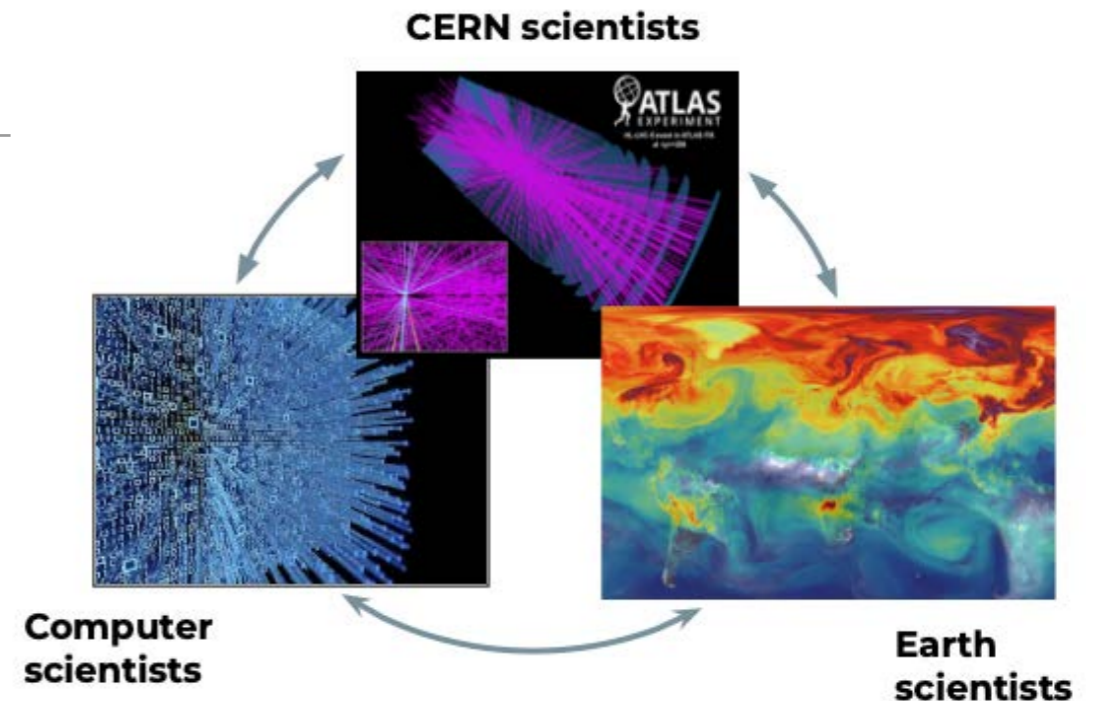 CERN scientists
ATLAS
EXPERIMENT
Computer
scientists
Earth
scientists